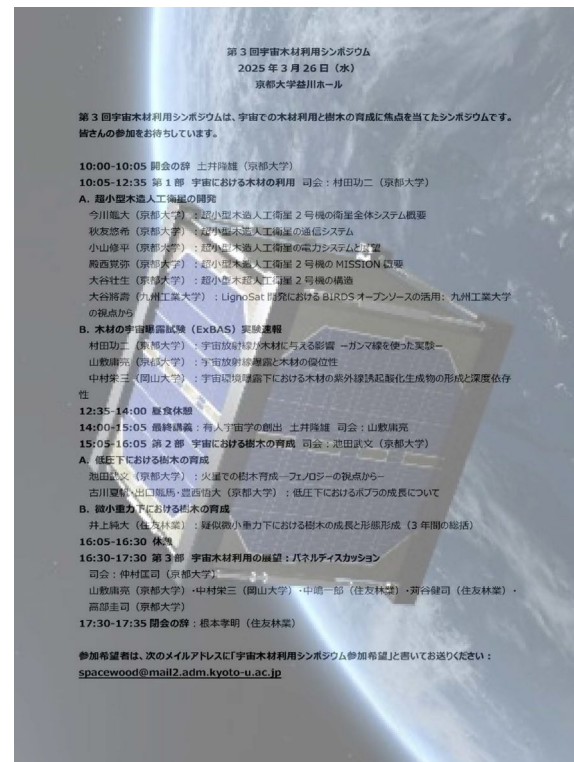 第3回宇宙木材利用シンポジウム
2025年3月26日（水）
京都大学益川ホール
第3回宇宙木材利用シンポジウムは、宇宙での木材利用と樹木の育成に焦点を当てたシンポジウムです。
皆さんの参加をお待ちしています。
10:00-10:05 開会の辞 土井隆雄（京都大学）
10:05-12:35 第1部 宇宙における木材の利用 司会：村田功二（京都大学）
A. 超小型木造人工衛星の開発
今川颯大（京都大学）：超小型木造人工衛星2号機の衛星全体システム概要
秋友悠希（京都大学）：超小型木造人工衛星の通信システム
小山修平（京都大学）：超小型木造人工衛星の電力システムと展望
殿西覚弥（京都大学）：超小型木造人工衛星2号機のMISSION概要
大谷壮生（京都大学）：超小型木造人工衛星2号機の構造
大谷將壽（九州工業大学）：LignoSat 開発におけるBIRDSオープンソースの活用：九州工業大学
の視点から
B. 木材の宇宙曝露試験（ExBAS）実験速報
村田功二（京都大学）：宇宙放射線が木材に与える影響 −ガンマ線を使った実験−
山敷庸亮（京都大学）：宇宙放射線曝露と木材の優位性
中村栄三（岡山大学）：宇宙環境曝露下における木材の紫外線誘起酸化生成物の形成と深度依存
性
12:35-14:00 昼食休憩
14:00-15:05 最終講義：有人宇宙学の創出 土井隆雄 司会：山敷庸亮
15:05-16:05 第2部 宇宙における樹木の育成 司会：池田武文（京都大学）
A. 低圧下における樹木の育成
池田武文（京都大学）：火星での樹木育成―フェノロジーの視点から−
古川夏帆・出口颯馬・豊西悟大（京都大学）：低圧下におけるポプラの成長について
B. 微小重力下における樹木の育成
井上純大（住友林業）：疑似微小重力下における樹木の成長と形態形成（3年間の総括）
16:05-16:30 休憩
16:30-17:30 第3部 宇宙木材利用の展望：パネルディスカッション
司会：仲村匡司（京都大学）
山敷庸亮（京都大学）・中村栄三（岡山大学）・中嶋一郎（住友林業）・苅谷健司（住友林業）・
高部圭司（京都大学）
17:30-17:35 閉会の辞：根本孝明（住友林業）
参加希望者は、次のメイルアドレスに「宇宙木材利用シンポジウム参加希望」と書いてお送りください：
spacewood@mail2.adm.kyoto-u.ac.jp